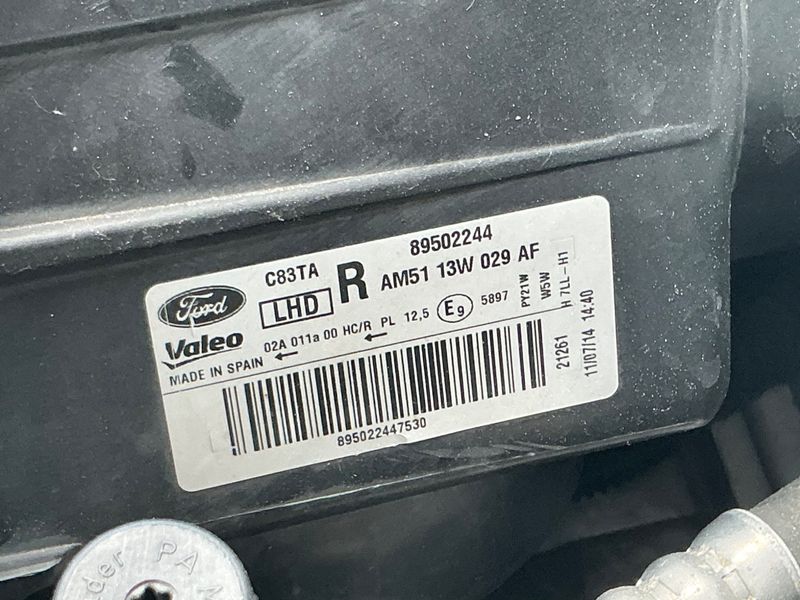 C83TA
89502244
Ford
LHD
R
AM51 13W 029 AF
Valeo
02A 011a 00 HC/R PL 12,5 E9 5897
MADE IN SPAIN
PY21W
W5W
H 7LL-H1
21261
11/07/14 14:40
895022447530
PA